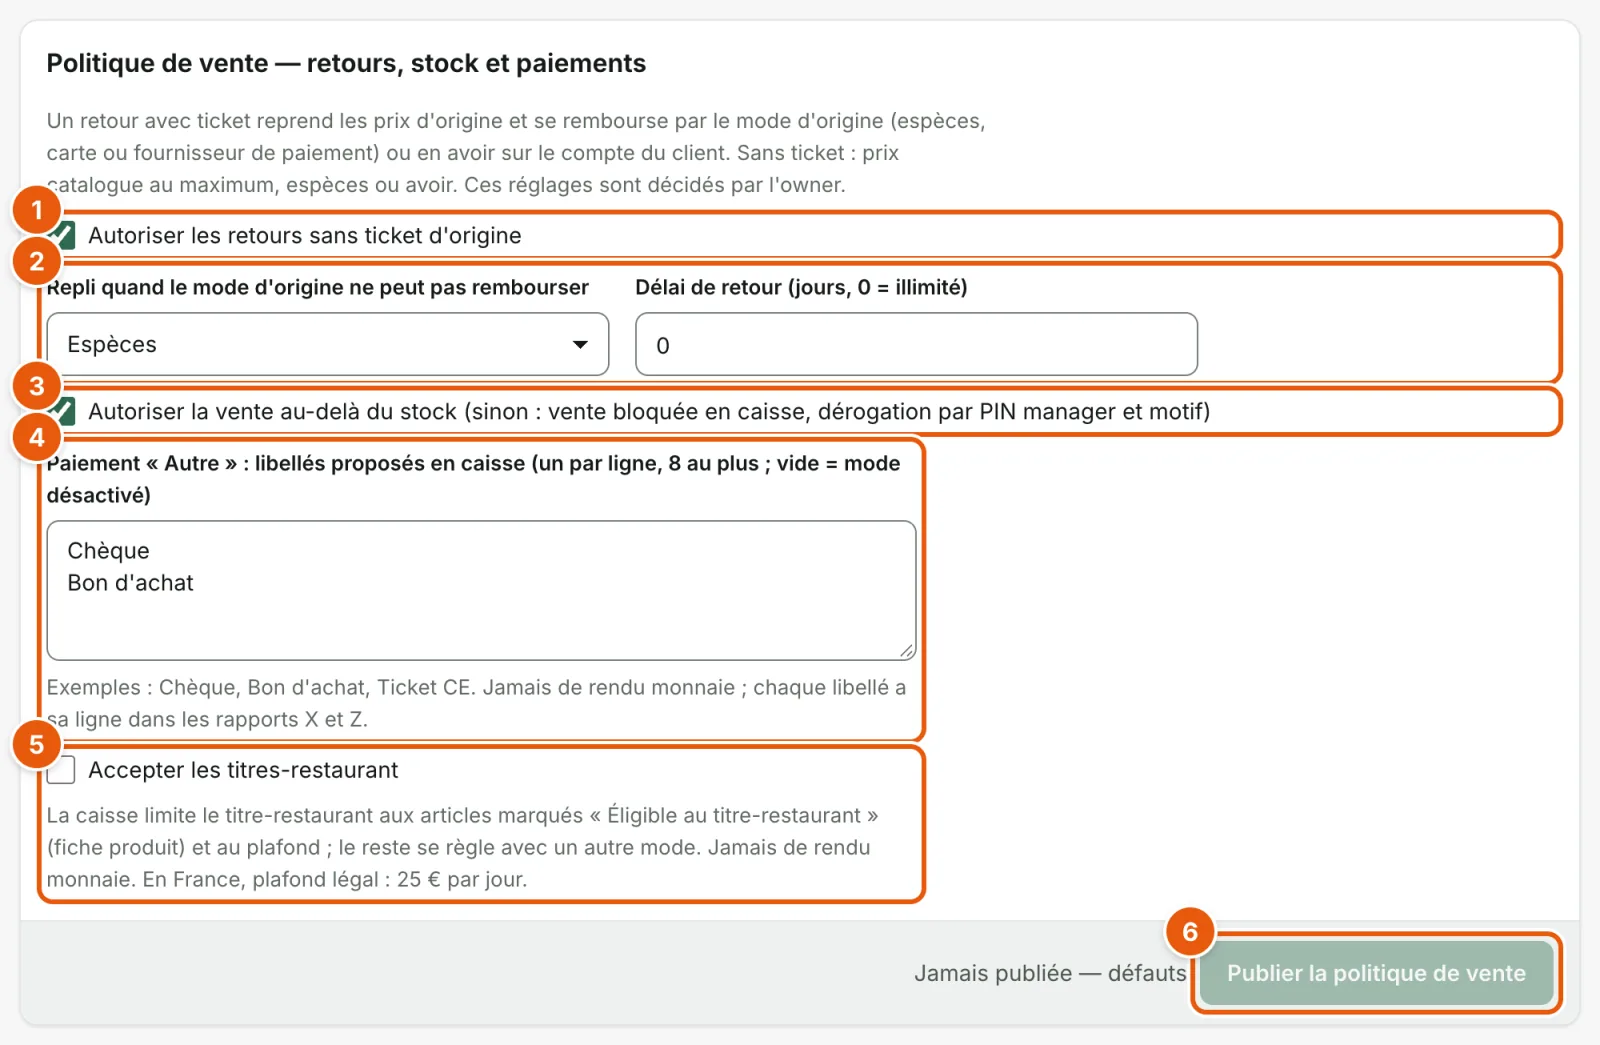 Politique de vente — retours, stock et paiements
Un retour avec ticket reprend les prix d'origine et se rembourse par le mode d'origine (espèces,
carte ou fournisseur de paiement) ou en avoir sur le compte du client. Sans ticket : prix
catalogue au maximum, espèces ou avoir. Ces réglages sont décidés par l'owner.
1
Autoriser les retours sans ticket d'origine
2
Repli quand le mode d'origine ne peut pas rembourser
Délai de retour (jours, 0 = illimité)
Espèces
0
3
Autoriser la vente au-delà du stock (sinon : vente bloquée en caisse, dérogation par PIN manager et motif)
4
Paiement « Autre » : libellés proposés en caisse (un par ligne, 8 au plus ; vide = mode
désactivé)
Chèque
Bon d'achat
Exemples : Chèque, Bon d'achat, Ticket CE. Jamais de rendu monnaie ; chaque libellé a
sa ligne dans les rapports X et Z.
5
Accepter les titres-restaurant
La caisse limite le titre-restaurant aux articles marqués « Éligible au titre-restaurant »
(fiche produit) et au plafond ; le reste se règle avec un autre mode. Jamais de rendu
monnaie. En France, plafond légal : 25 € par jour.
6
Jamais publiée — défauts
Publier la politique de vente